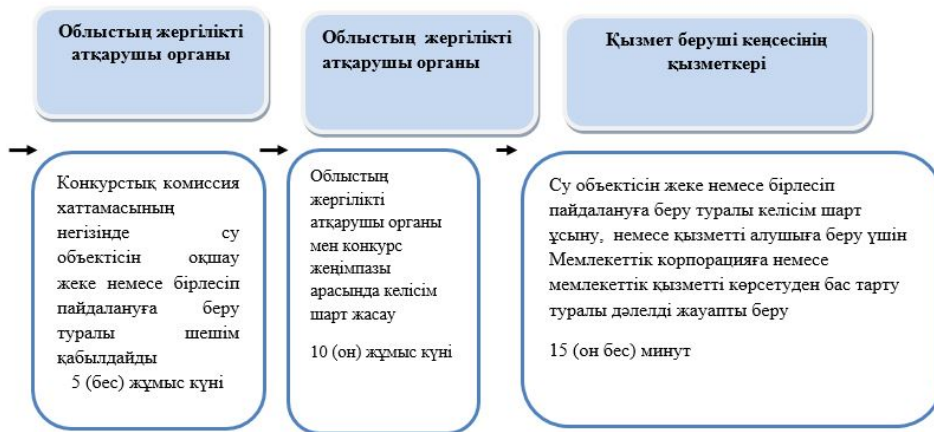 Облыстың жергілікті
атқарушы органы
Облыстың жергілікті
атқарушы органы
Қызмет беруші кеңсесінің
қызметкері
Конкурстық комиссия
хаттамасының
негізінде су
объектісін оқшау
жеке немесе бірлесіп
пайдалануға беру
туралы шешім
қабылдайды
5 (бес) жұмыс күні
Облыстың
жергілікті
атқарушы органы
мен конкурс
жеңімпазы
арасында келісім
шарт жасау
10 (он) жұмыс күні
Су объектісін жеке немесе бірлесіп
пайдалануға беру туралы келісім шарт
ұсыну, немесе қызметті алушыға беру үшін
Мемлекеттік корпорацияға немесе
мемлекеттік қызметті көрсетуден бас тарту
туралы дәлелді жауапты беру
15 (он бес) минут